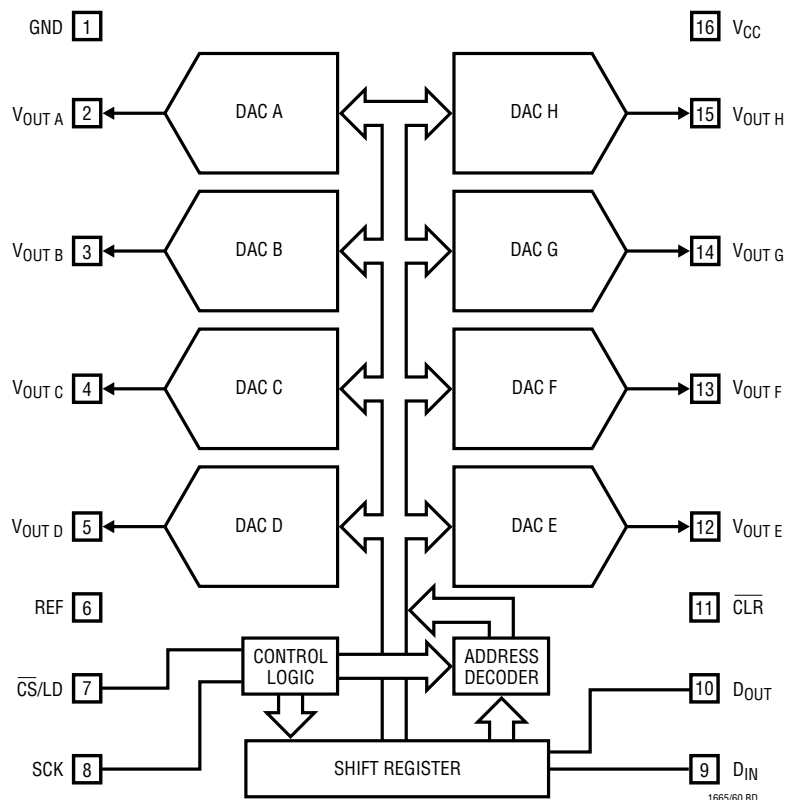 GND 1
16 VCC
VOUT A 2
DAC A
DAC H
15 VOUT H
VOUT B 3
DAC B
DAC G
14 VOUT G
VOUT C 4
DAC C
DAC F
13 VOUT F
VOUT D 5
DAC D
DAC E
12 VOUT E
REF 6
11 CLR
CS/LD 7
CONTROL
LOGIC
ADDRESS
DECODER
10 DOUT
SCK 8
SHIFT REGISTER
9 DIN
1665/60 BD